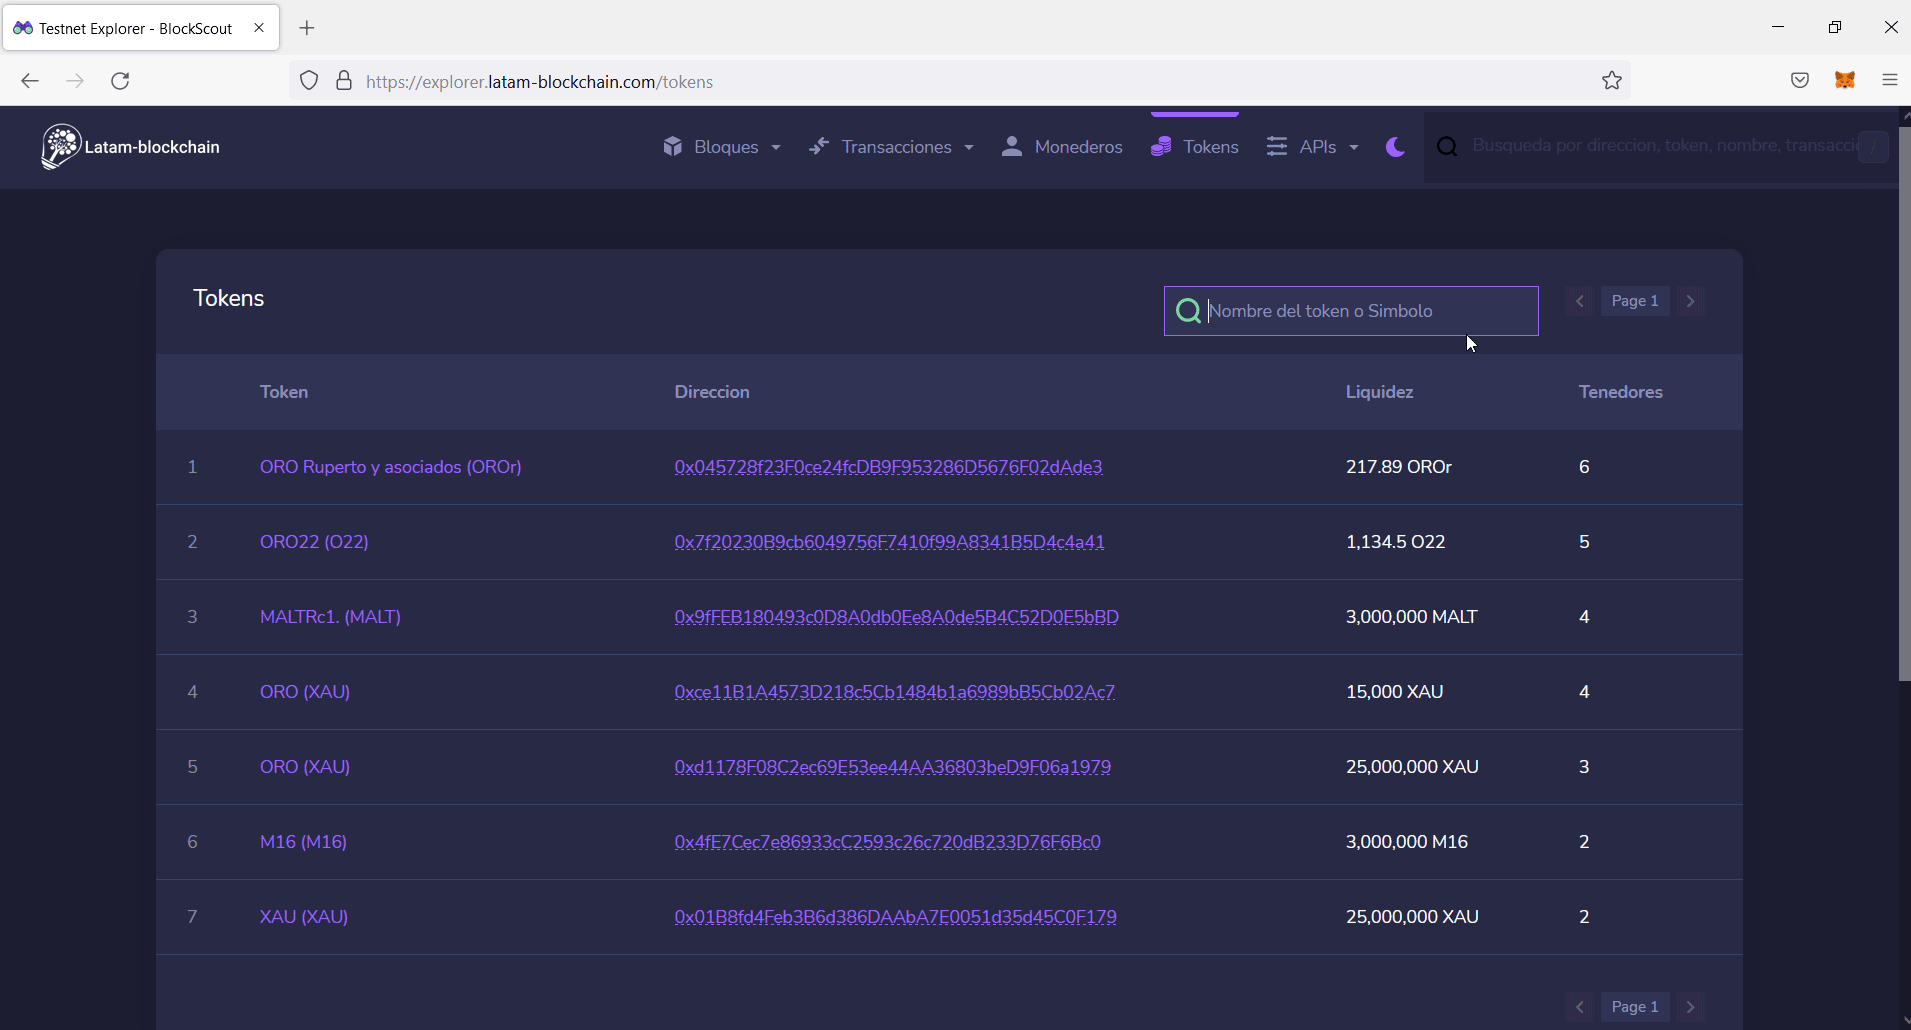 Testnet Explorer - BlockScout
https://explorer.latam-blockchain.com/tokens
Latam-blockchain
Bloques
Transacciones
Monederos
Tokens
APIs
Busqueda por direccion, token, nombre, transacci
/
Tokens
Nombre del token o Simbolo
Page 1
Token Direccion Liquidez Tenedores
1 ORO Ruperto y asociados (OROr) 0x045728f23F0ce24fcDB9F953286D5676F02dAde3 217.89 OROr 6
2 ORO22 (O22) 0x7f20230B9cb6049756F7410f99A8341B5D4c4a41 1,134.5 O22 5
3 MALTRc1. (MALT) 0x9fFEB180493c0D8A0db0Ee8A0de5B4C52D0E5bBD 3,000,000 MALT 4
4 ORO (XAU) 0xce11B1A4573D218c5Cb1484b1a6989bB5Cb02Ac7 15,000 XAU 4
5 ORO (XAU) 0xd1178F08C2ec69E53ee44AA36803beD9F06a1979 25,000,000 XAU 3
6 M16 (M16) 0x4fE7Cec7e86933cC2593c26c720dB233D76F6Bc0 3,000,000 M16 2
7 XAU (XAU) 0x01B8fd4Feb3B6d386DAAbA7E0051d35d45C0F179 25,000,000 XAU 2
Page 1